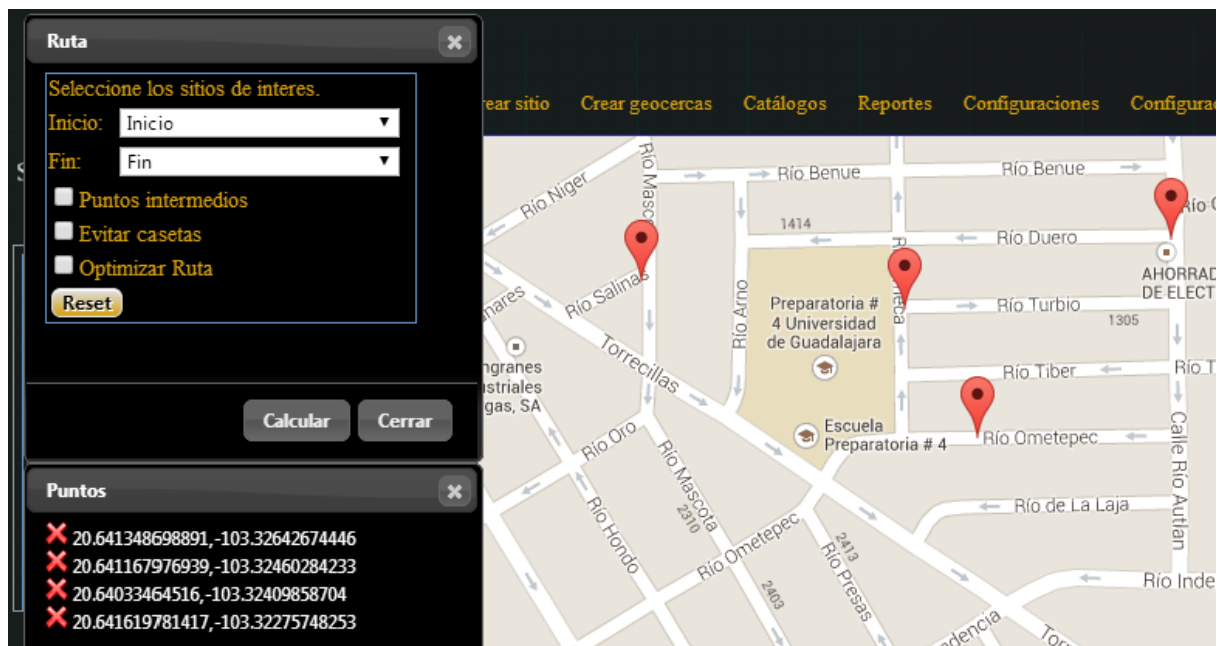 Ruta
Seleccione los sitios de interes.
Inicio: Inicio
Fin: Fin
Puntos intermedios
Evitar casetas
Optimizar Ruta
Reset
Calcular Cerrar
Puntos
20.641348698891,-103.32642674446
20.641167976939,-103.32460284233
20.64033464516,-103.32409858704
20.641619781417,-103.32275748253
sitio Crear geocercas Catálogos Reportes Configuraciones
Río Niger
Río
Río Benue
Río Benue
1414
Río Duero
Río Salinas
Río Arno
Preparatoria #
4 Universidad
de Guadalajara
Río Turbio
1305
DE
Torrecillas
SA
Río Tiber
Escuela
Preparatoria # 4
Río Ometepec
Calle Río Autlan
Río Oro
Río Mascota
2310
Río Hondo
Río De La Laja
Río Ometepec
2413
Río Presas
2403
Río